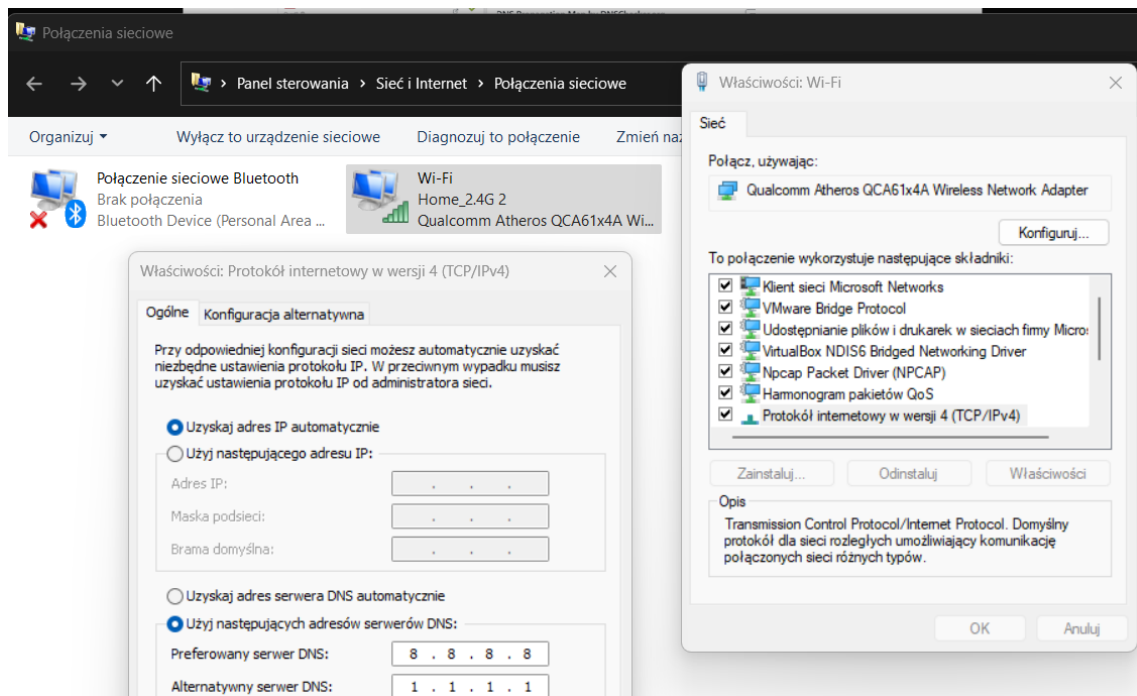 Połączenia sieciowe
Panel sterowania > Sieć i Internet > Połączenia sieciowe
Organizuj
Wyłącz to urządzenie sieciowe
Diagnozuj to połączenie
Zmień naz
Połączenie sieciowe Bluetooth
Brak połączenia
Bluetooth Device (Personal Area ...
Wi-Fi
Home_2.4G 2
Qualcomm Atheros QCA61x4A Wi...
Właściwości: Protokół internetowy w wersji 4 (TCP/IPv4)
Ogólne
Konfiguracja alternatywna
Przy odpowiedniej konfiguracji sieci możesz automatycznie uzyskać
niezbędne ustawienia protokołu IP. W przeciwnym wypadku musisz
uzyskać ustawienia protokołu IP od administratora sieci.
Uzyskaj adres IP automatycznie
Użyj następującego adresu IP:
Adres IP:
Maska podsieci:
Brama domyślna:
Uzyskaj adres serwera DNS automatycznie
Użyj następujących adresów serwerów DNS:
Preferowany serwer DNS: 8 . 8 . 8 . 8
Alternatywny serwer DNS: 1 . 1 . 1 . 1
Właściwości: Wi-Fi
Sieć
Połącz, używając:
Qualcomm Atheros QCA61x4A Wireless Network Adapter
Konfiguruj...
To połączenie wykorzystuje następujące składniki:
Klient sieci Microsoft Networks
VMware Bridge Protocol
Udostępnianie plików i drukarek w sieciach firmy Micro
VirtualBox NDIS6 Bridged Networking Driver
Npcap Packet Driver (NPCAP)
Harmonogram pakietów QoS
Protokół internetowy w wersji 4 (TCP/IPv4)
Zainstaluj...
Odinstaluj
Właściwości
Opis
Transmission Control Protocol/Internet Protocol. Domyślny
protokół dla sieci rozległych umożliwiający komunikację
połączonych sieci różnych typów.
OK
Anuluj